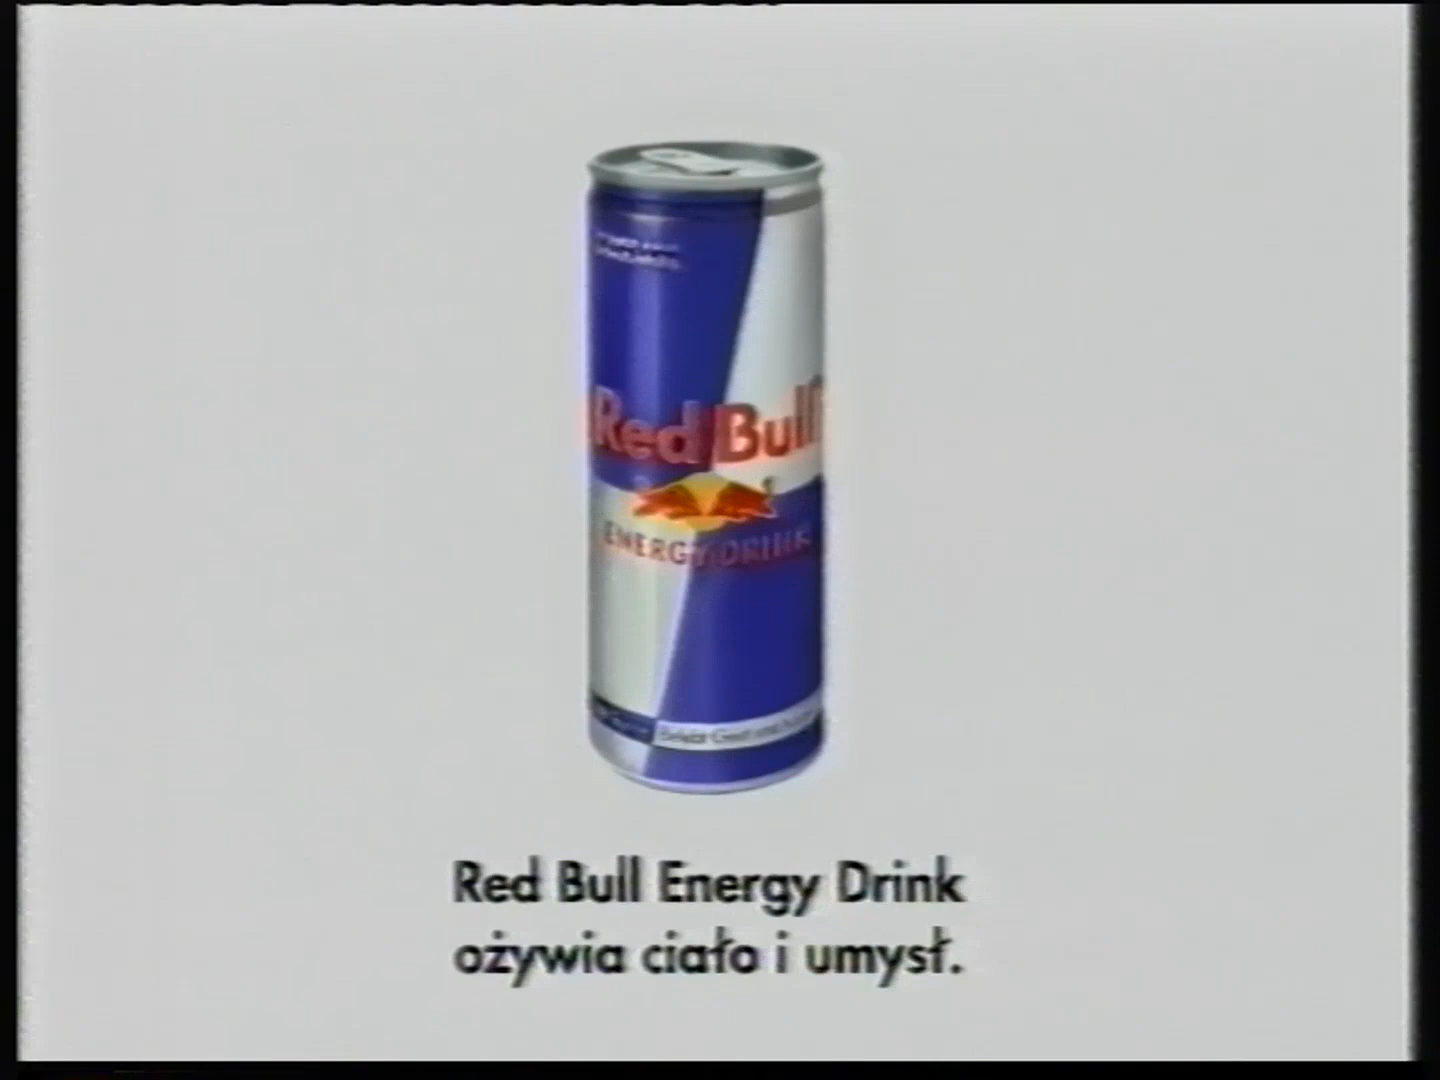 Red Bull
ENERGY DRINK
Red Bull Energy Drink
ożywia ciało i umysł.